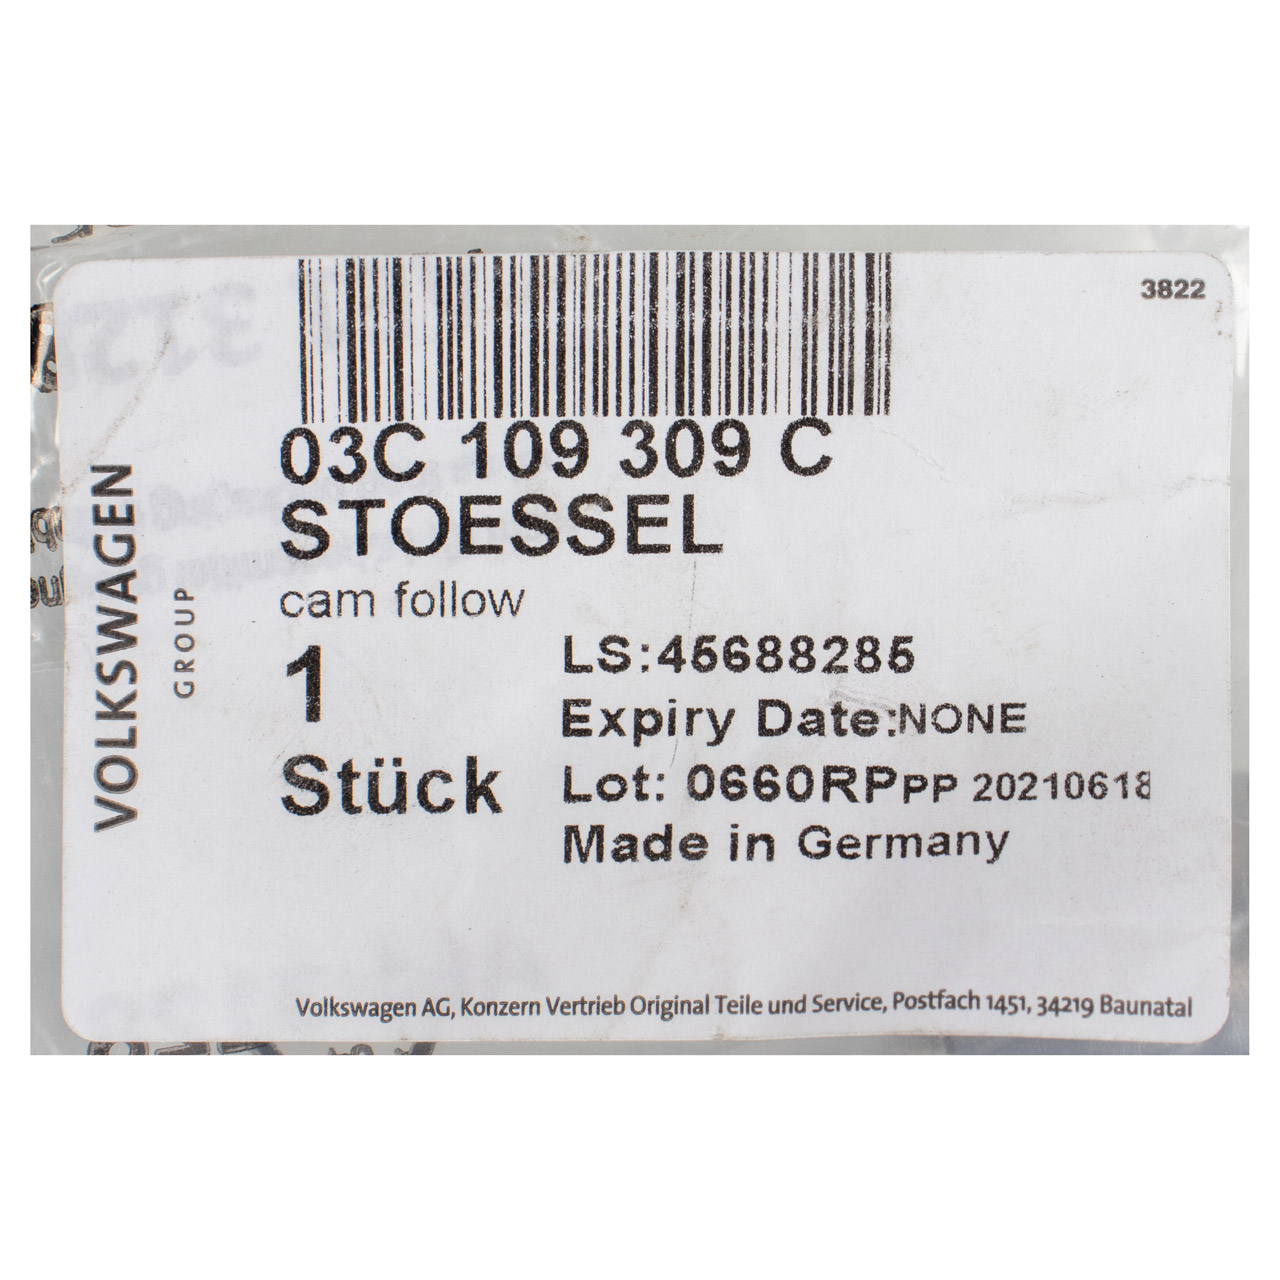 3822
03C 109 309 C
STOESSEL
cam follow
1
Stück
LS:45688285
Expiry Date:NONE
Lot: 0660RPPP 20210618
Made in Germany
VOLKSWAGEN
GROUP
Volkswagen AG, Konzern Vertrieb Original Teile und Service, Postfach 1451, 34219 Baunatal